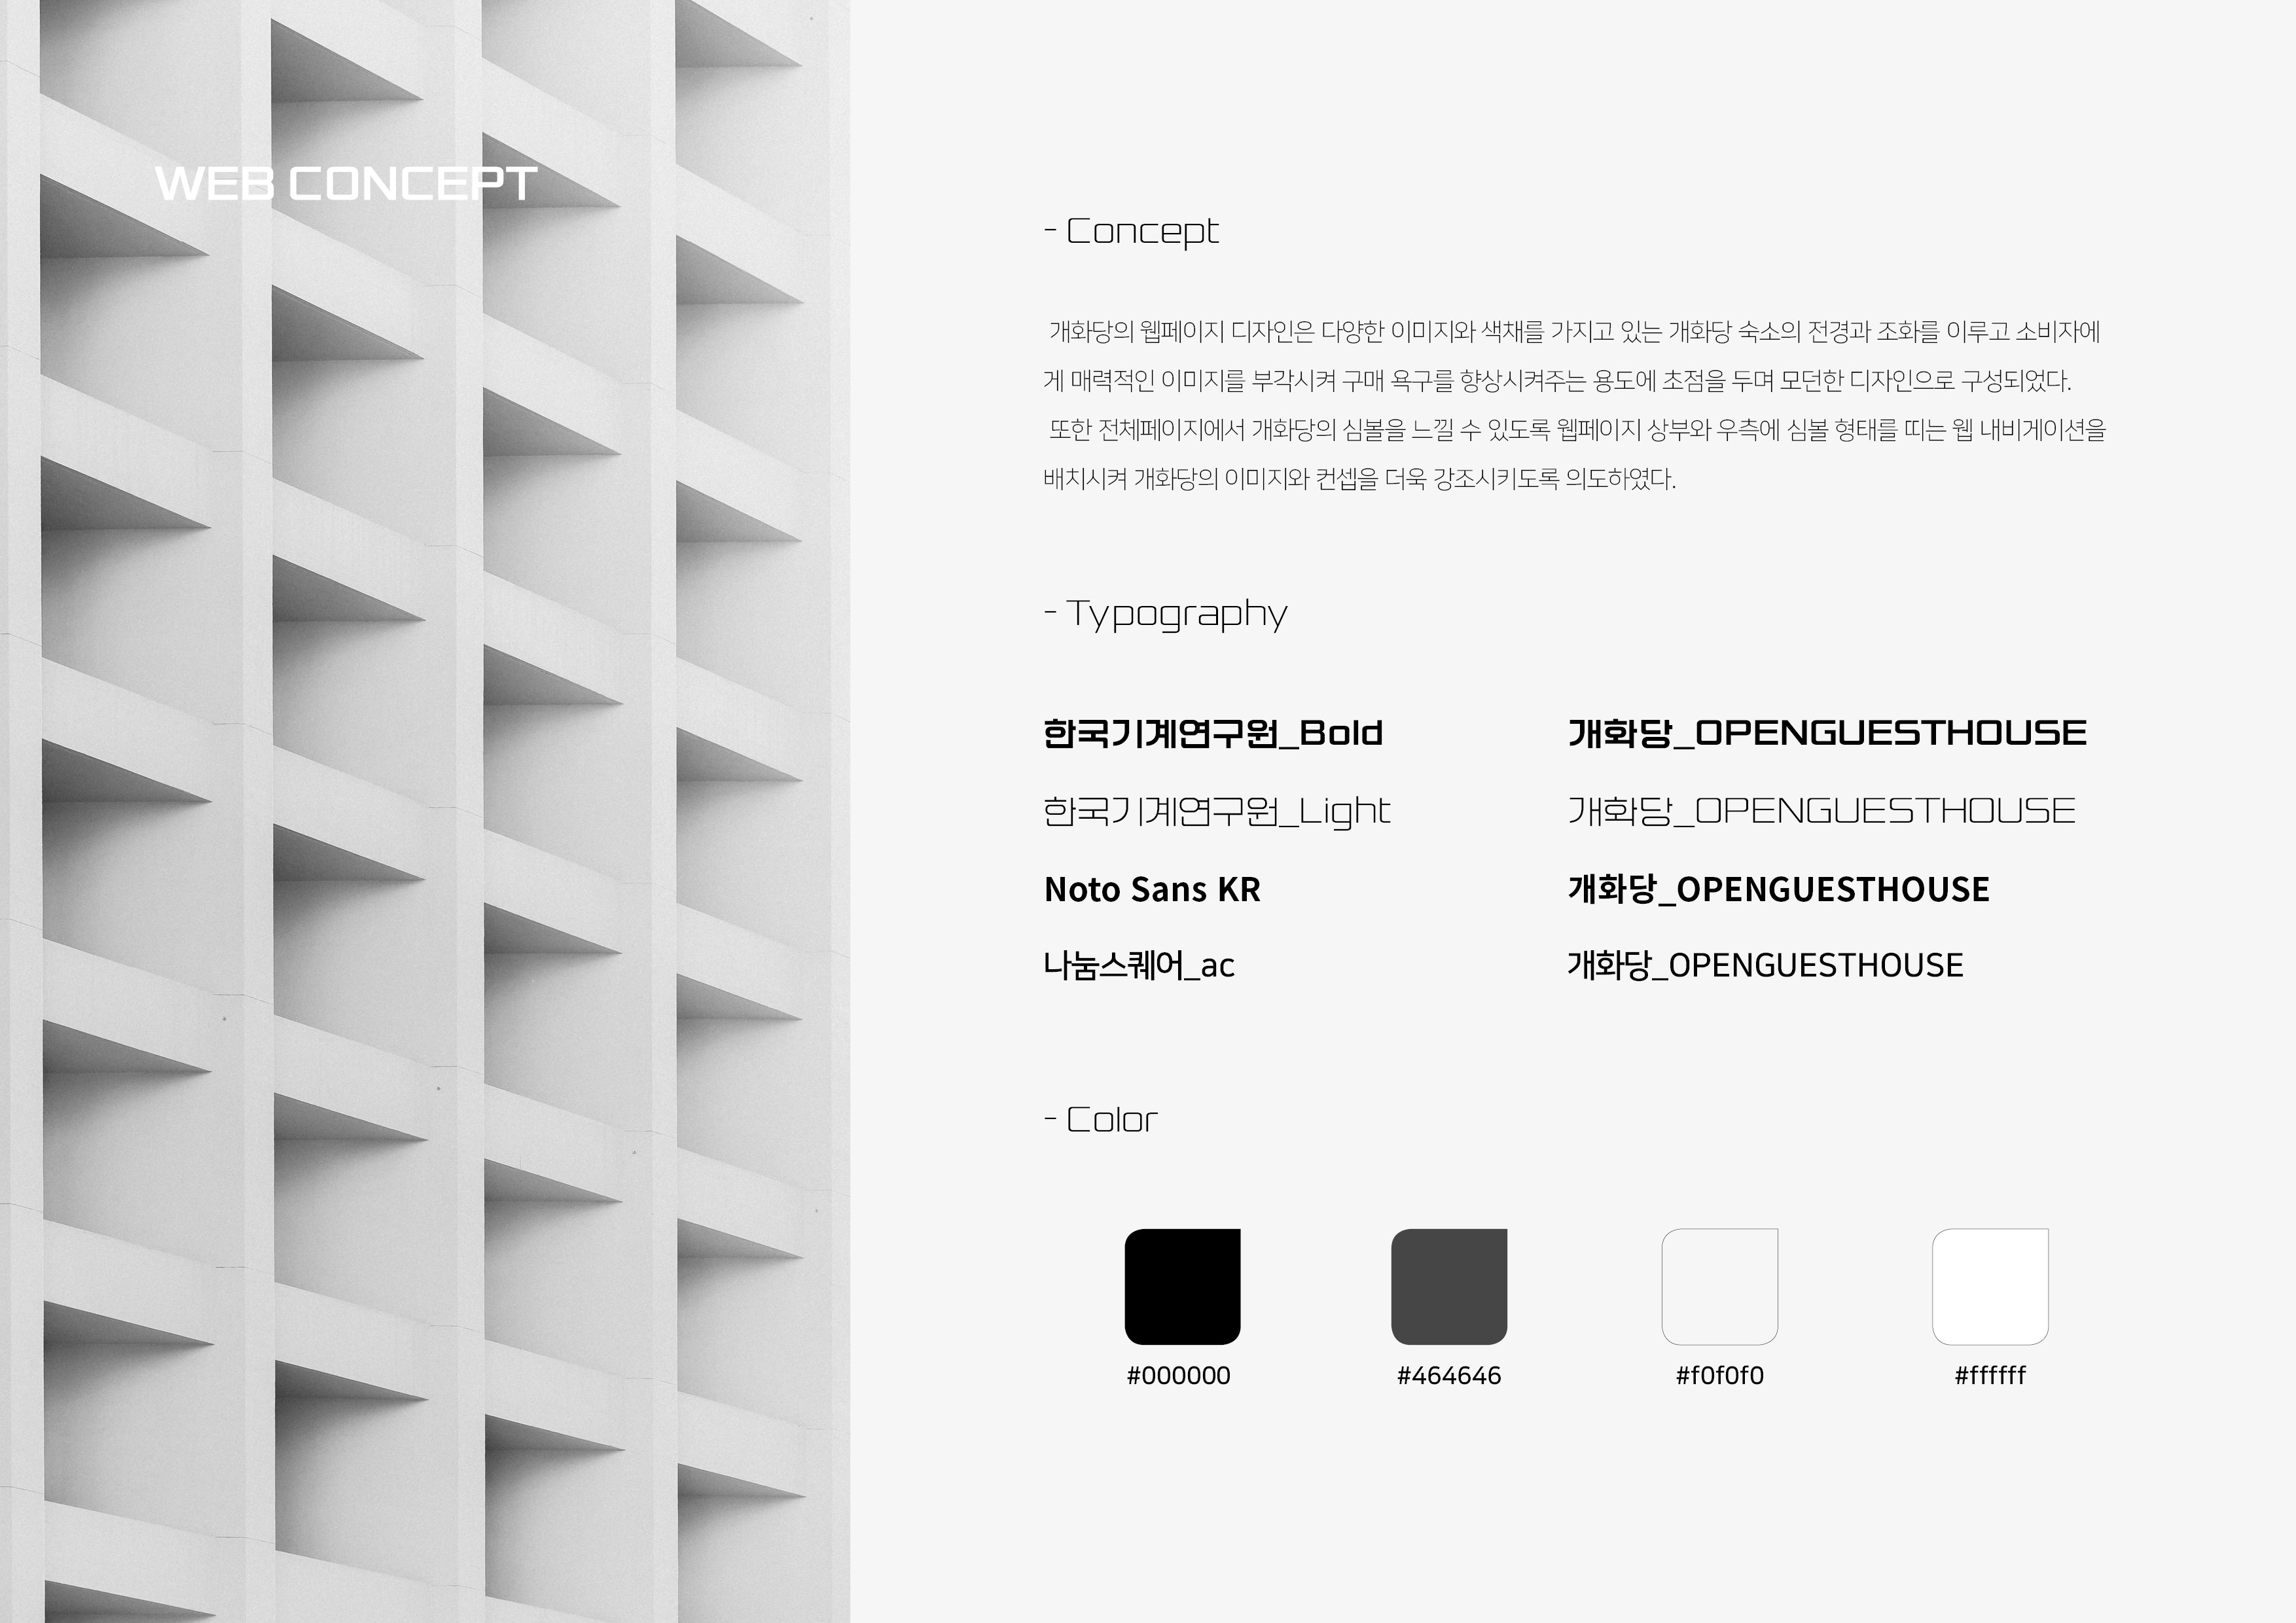 WEB CONCEPT
- Concept
개화당의 웹페이지 디자인은 다양한 이미지와 색채를 가지고 있는 개화당 숙소의 전경과 조화를 이루고 소비자에
게 매력적인 이미지를 부각시켜 구매 욕구를 향상시켜주는 용도에 초점을 두며 모던한 디자인으로 구성되었다.
또한 전체페이지에서 개화당의 심볼을 느낄 수 있도록 웹페이지 상부와 우측에 심볼 형태를 띠는 웹 내비게이션을
배치시켜 개화당의 이미지와 컨셉을 더욱 강조시키도록 의도하였다.
- Typography
한국기계연구원_Bold 개화당_OPENGUESTHOUSE
한국기계연구원_Light 개화당_OPENGUESTHOUSE
Noto Sans KR 개화당_OPENGUESTHOUSE
나눔스퀘어_ac 개화당_OPENGUESTHOUSE
- Color
#000000 #464646 #f0f0f0 #ffffff